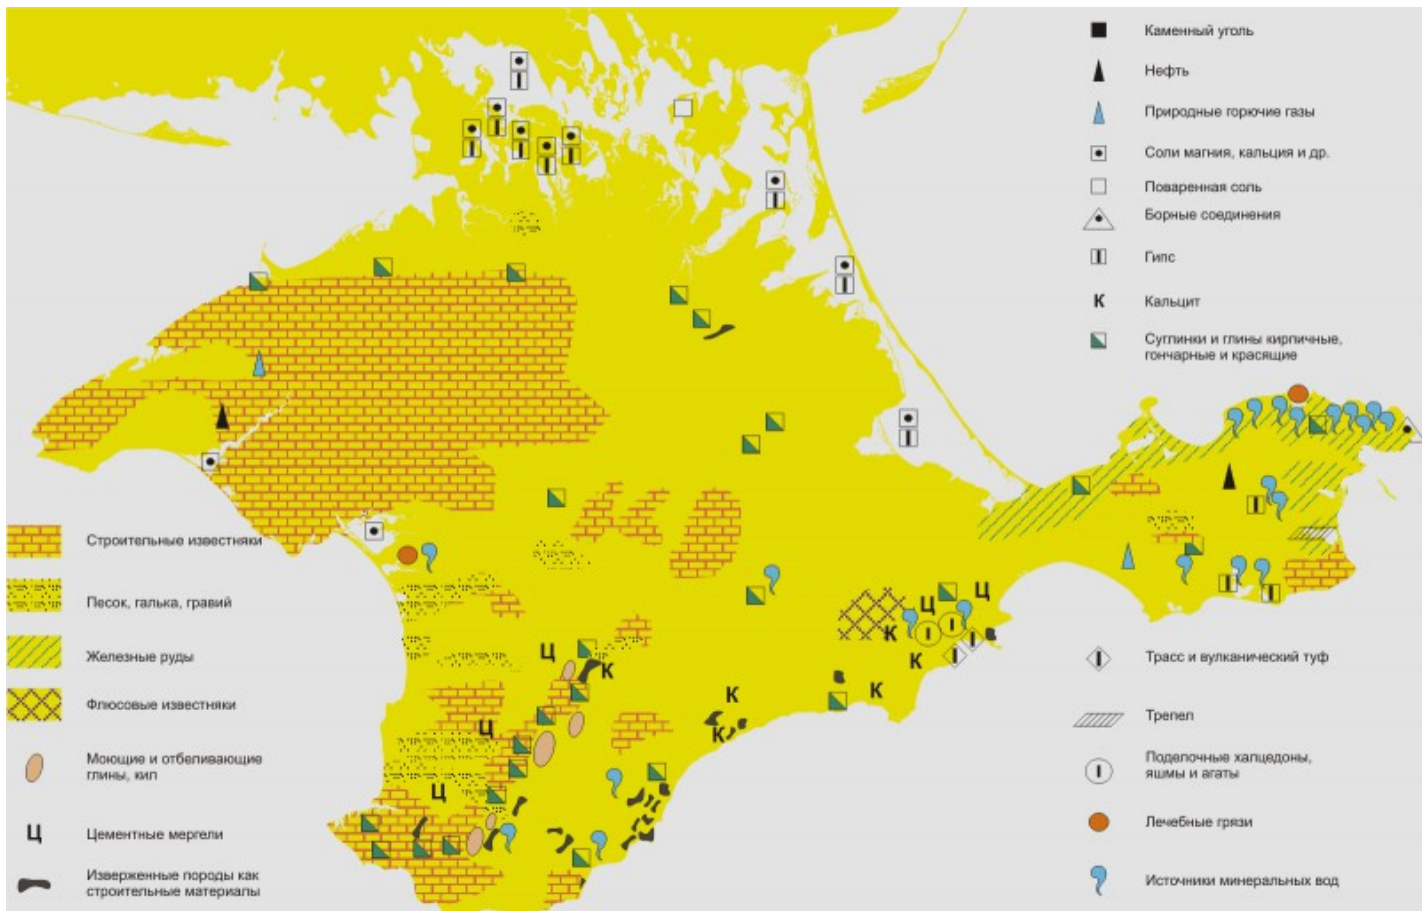 Каменный уголь
Нефть
Природные горючие газы
Соли магния, кальция и др.
Поваренная соль
Борные соединения
Гипс
К Кальцит
Суглинки и глины кирпичные,
гончарные и красящие
Строительные известняки
Песок, галька, гравий
Железные руды
Флюсовые известняки
Моющие и отбеливающие
глины, кил
Ц Цементные мергели
Изверженные породы как
строительные материалы
Ц
Ц
К
К
К
Ц
К
К
К
Ц
Ц
Трасс и вулканический туф
Трепел
Поделочные халцедоны,
яшмы и агаты
Лечебные грязи
Источники минеральных вод